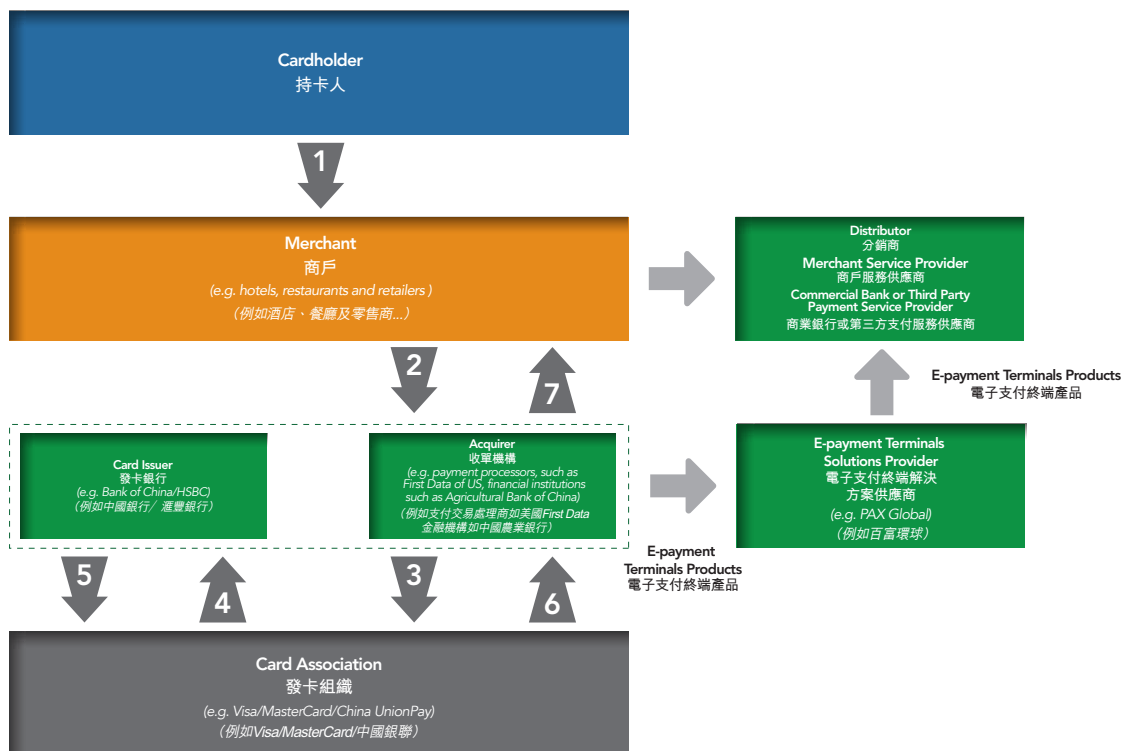 Cardholder
持卡人
1
Merchant
商戶
(e.g. hotels, restaurants and retailers )
（例如酒店、餐廳及零售商...）
Distributor
分銷商
Merchant Service Provider
商戶服務供應商
Commercial Bank or Third Party
Payment Service Provider
商業銀行或第三方支付服務供應商
2
7
E-payment Terminals Products
電子支付終端產品
Card Issuer
發卡銀行
(e.g. Bank of China/HSBC)
（例如中國銀行/ 滙豐銀行）
Acquirer
收單機構
(e.g. payment processors, such as
First Data of US, financial institutions
such as Agricultural Bank of China)
（例如支付交易處理商如美國First Data
金融機構如中國農業銀行）
E-payment Terminals
Solutions Provider
電子支付終端解決
方案供應商
(e.g. PAX Global)
（例如百富環球）
E-payment
Terminals Products
電子支付終端產品
5
4
3
6
Card Association
發卡組織
(e.g. Visa/MasterCard/China UnionPay)
（例如Visa/MasterCard/中國銀聯）